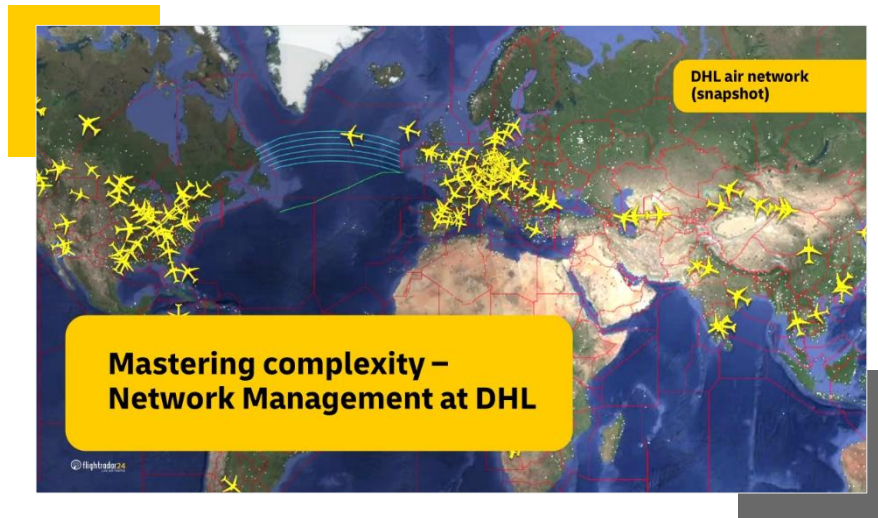 DHL air network
(snapshot)
Mastering complexity –
Network Management at DHL
flightradar24